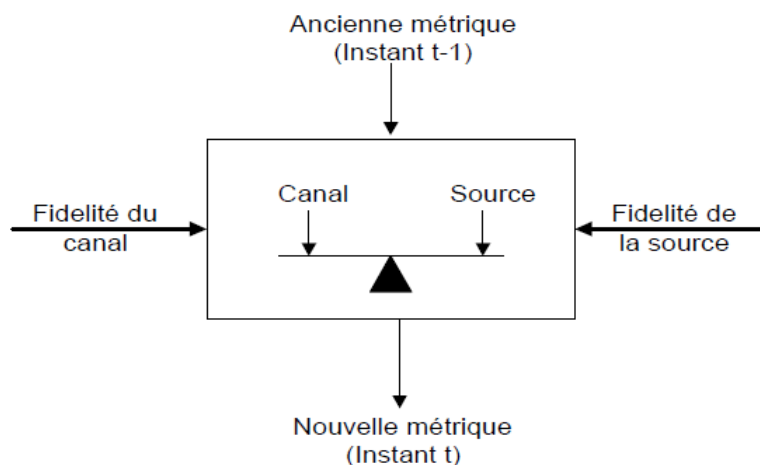 Ancienne métrique
(Instant t-1)
Canal
Source
Fidelité du
canal
Fidelité de
la source
Nouvelle métrique
(Instant t)